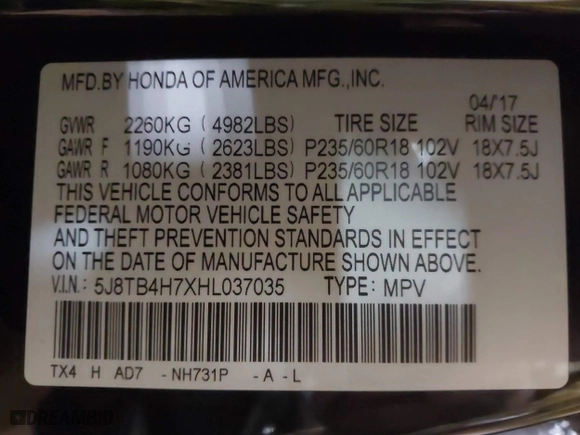 MFD.BY HONDA OF AMERICA MFG.,INC.
04/17
GVWR 2260KG ( 4982LBS) TIRE SIZE RIM SIZE
GAWR F 1190KG ( 2623LBS) P235/60R18 102V 18X7.5J
GAWR R 1080KG ( 2381LBS) P235/60R18 102V 18X7.5J
THIS VEHICLE CONFORMS TO ALL APPLICABLE
FEDERAL MOTOR VEHICLE SAFETY
AND THEFT PREVENTION STANDARDS IN EFFECT
ON THE DATE OF MANUFACTURE SHOWN ABOVE.
V.I.N.: 5J8TB4H7XHL037035 TYPE: MPV
TX4 H AD7 -NH731P -A-L
DREAMBID